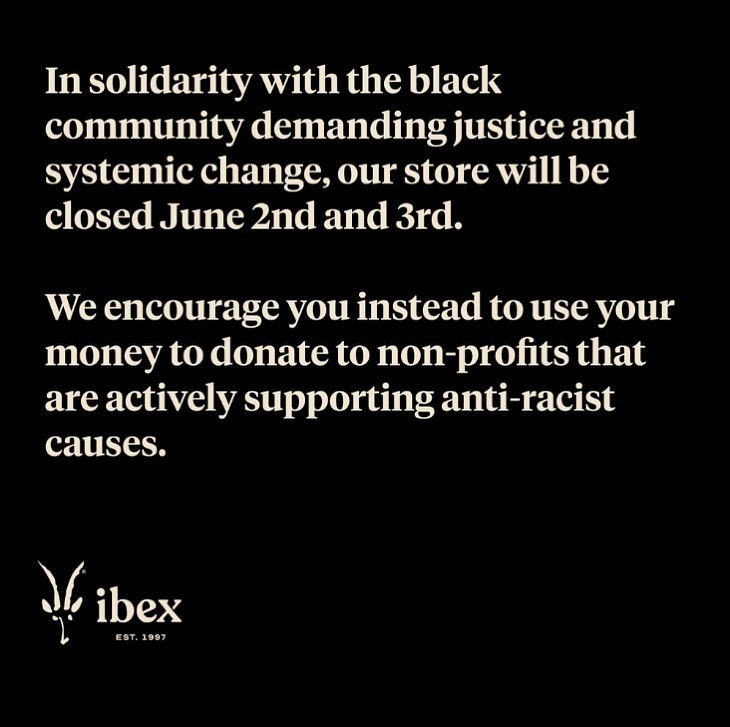 In solidarity with the black
community demanding justice and
systemic change, our store will be
closed June 2nd and 3rd.
We encourage you instead to use your
money to donate to non-profits that
are actively supporting anti-racist
causes.
ibex
EST. 1997